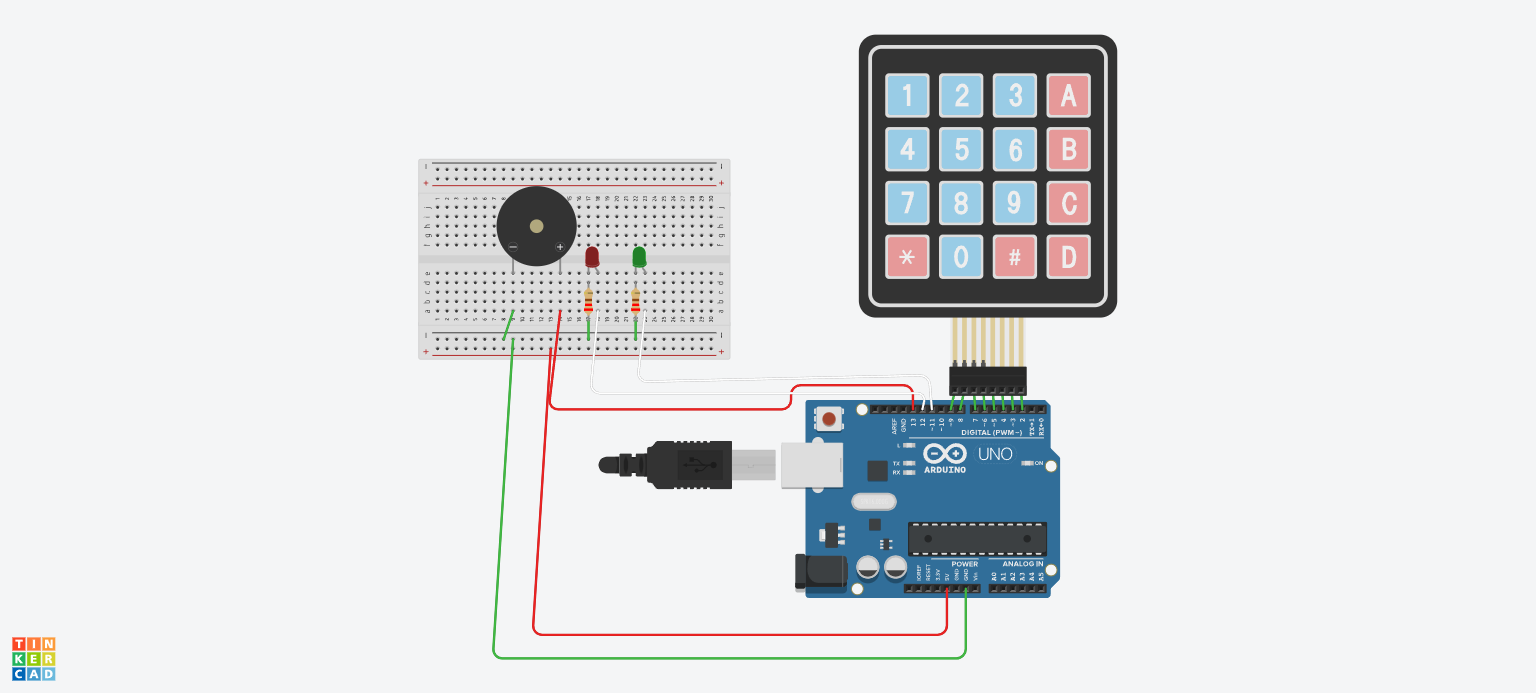 1 2 3 A
4 5 6 B
7 8 9 C
* 0 # D
− +
AREF GND 13 12 ~11 ~10 ~9 8 7 ~6 ~5 4 ~3 2 TX→1 RX←0
DIGITAL (PWM~)
L
TX
RX
ARDUINO
UNO
ON
POWER
ANALOG IN
IOREF RESET 3.3V 5V GND GND Vin A0 A1 A2 A3 A4 A5
TIN
KER
CAD